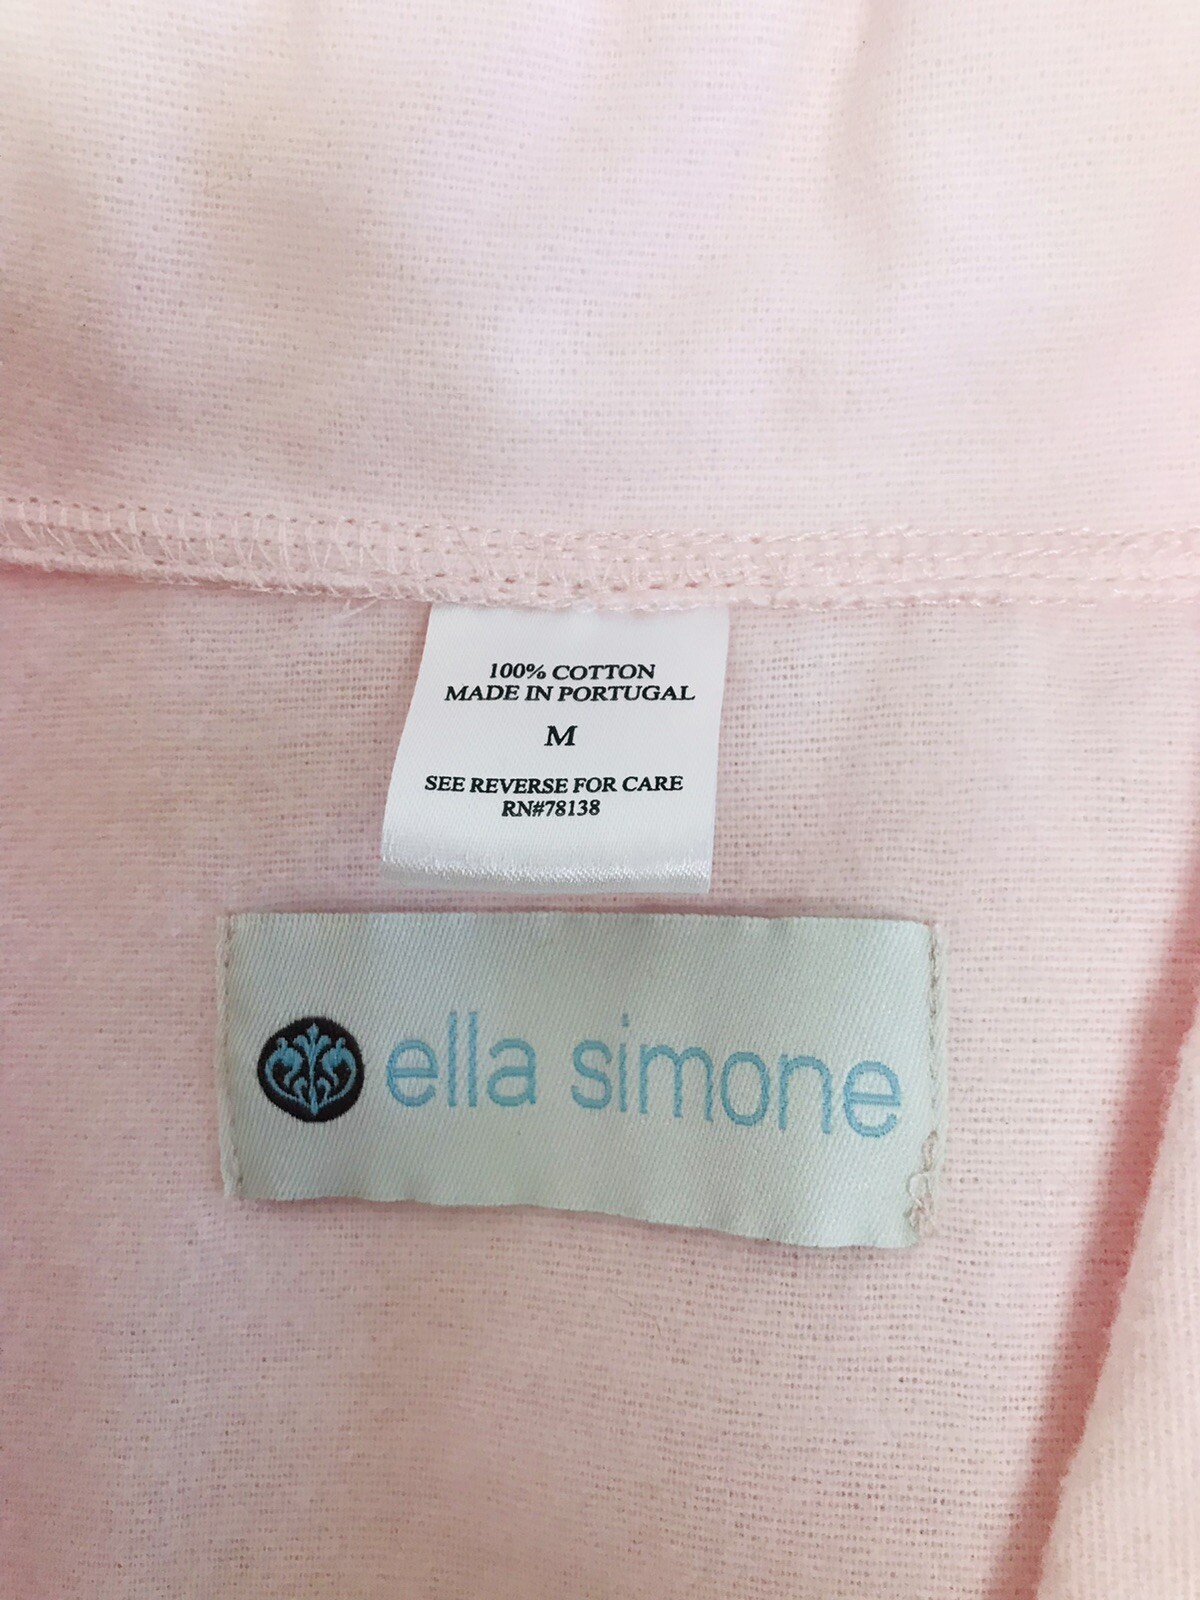 100% COTTON
MADE IN PORTUGAL
M
SEE REVERSE FOR CARE
RN#78138
ella simone